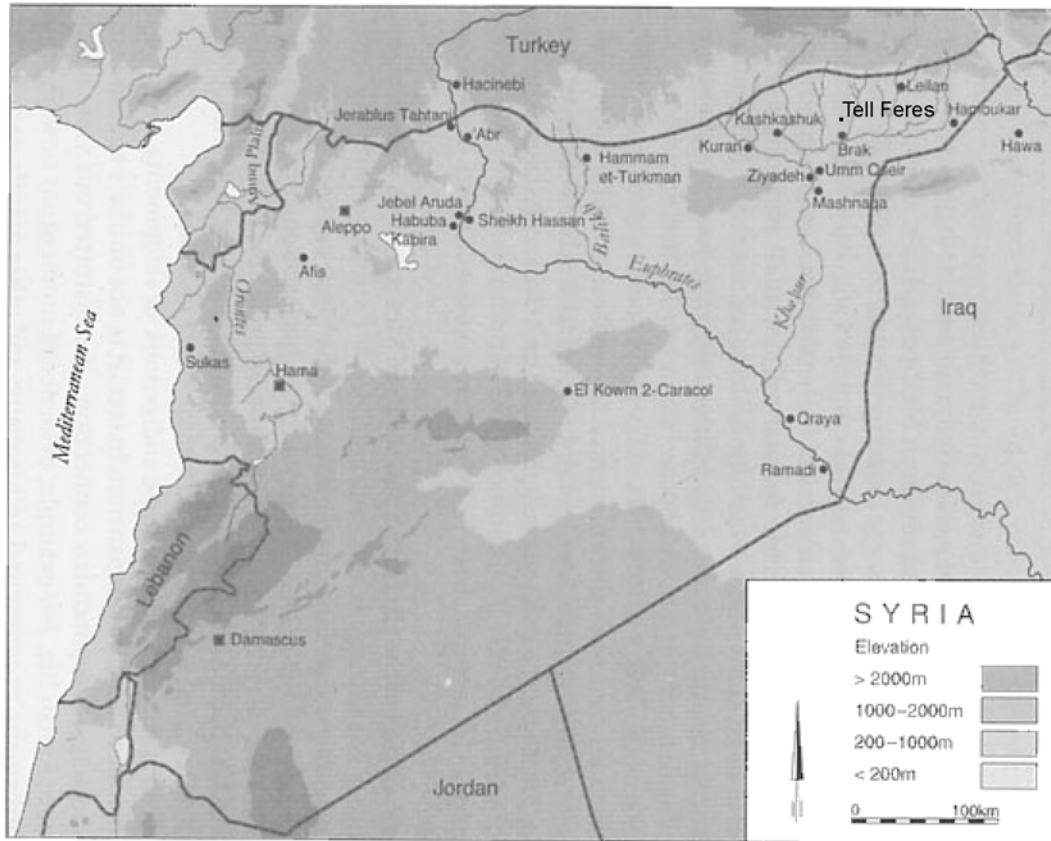 Turkey
Hacinebi
Leilan
Tell Feres
Jerablus Tahtani
'Abr
Kashkashuk
Hamoukar
Kuran
Brak
Hawa
Hammam
et-Turkman
Ziyadeh
Umm Qseir
Mashnaqa
Jebel Aruda
Habuba
Kabira
Sheikh Hassan
Aleppo
Balikh
Afis
Euphrates
Orontes
Khabur
Iraq
Mediterranean Sea
Sukas
Hama
El Kowm 2-Caracol
Qraya
Ramadi
Lebanon
Damascus
Jordan
SYRIA
Elevation
> 2000m
1000-2000m
200-1000m
< 200m
0 100km